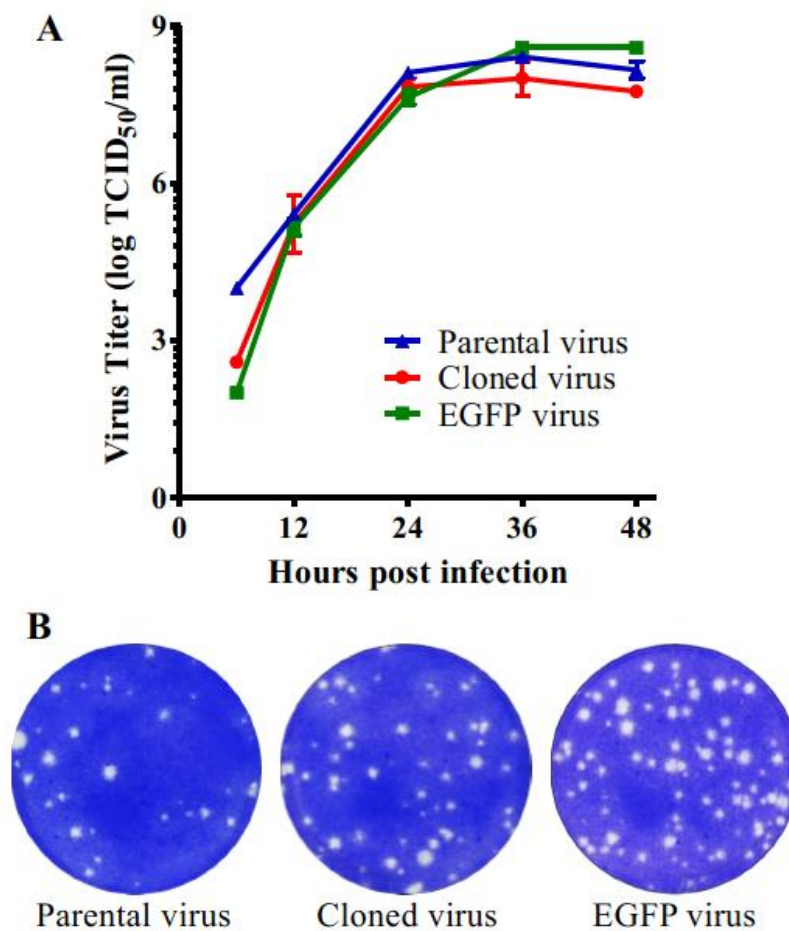 A
Virus Titer (log TCID50/ml)
9
6
3
0
Parental virus
Cloned virus
EGFP virus
0 12 24 36 48
Hours post infection
B
Parental virus Cloned virus EGFP virus